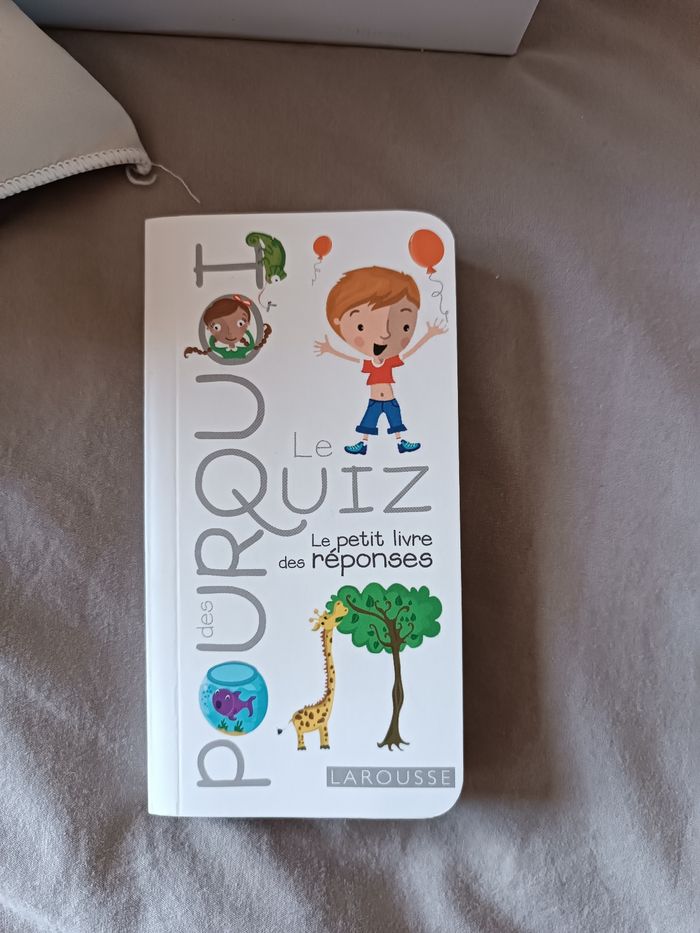 Le
QUIZ
des
POURQUOI
Le petit livre
des réponses
LAROUSSE